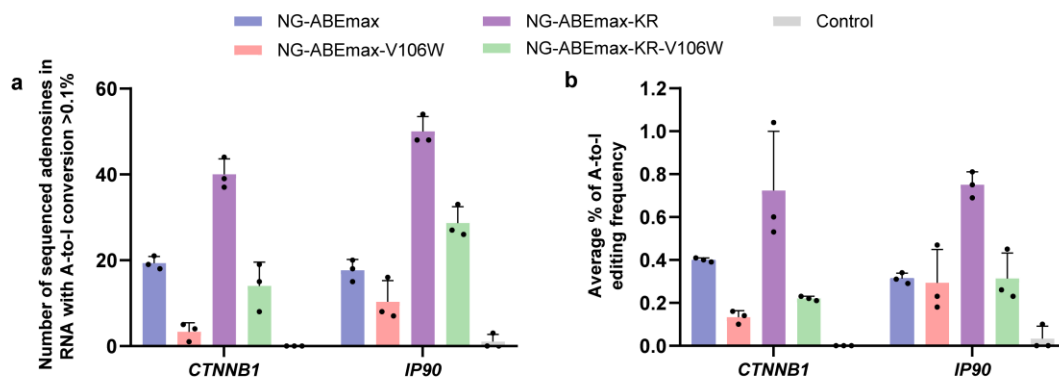 NG-ABEmax NG-ABEmax-KR Control
NG-ABEmax-V106W NG-ABEmax-KR-V106W
a
Number of sequenced adenosines in
RNA with A-to-I conversion >0.1%
60
40
20
0
CTNNB1 IP90
b
Average % of A-to-I
editing frequency
1.2
1.0
0.8
0.6
0.4
0.2
0.0
CTNNB1 IP90